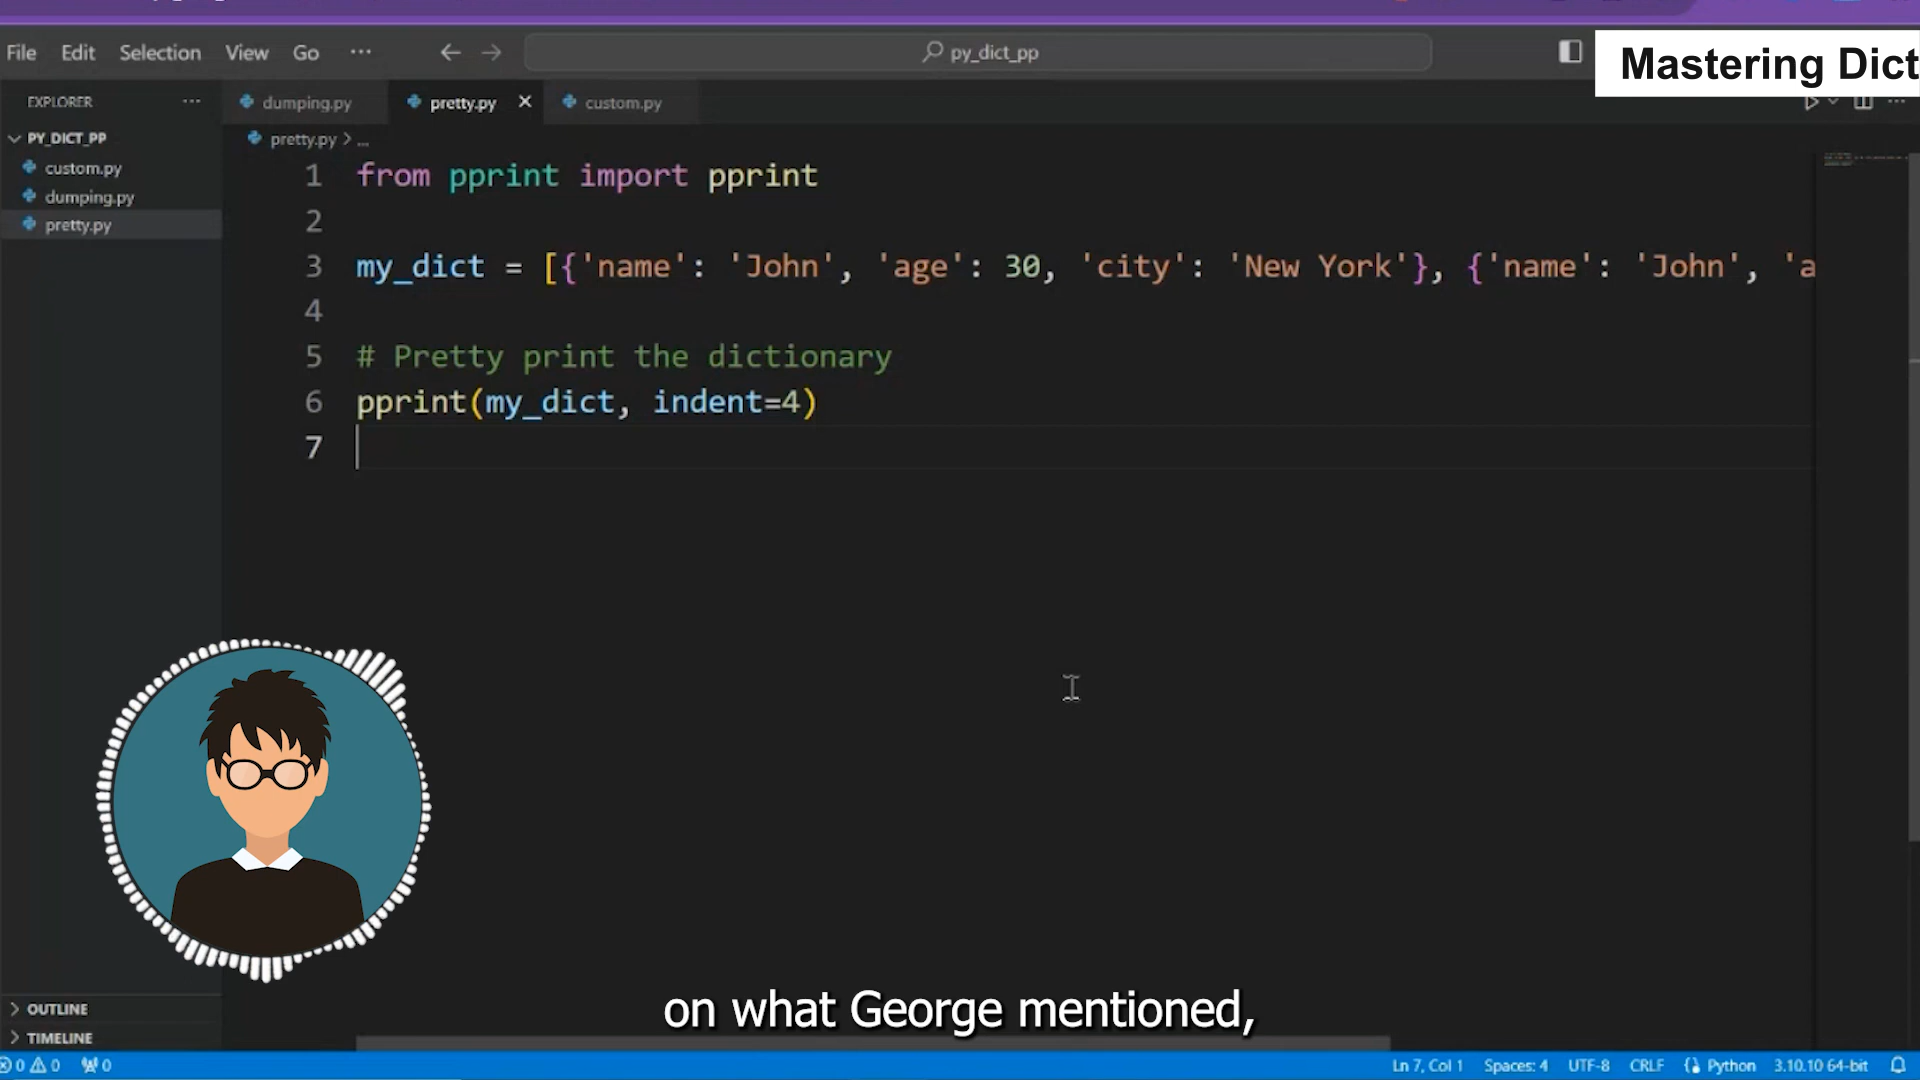 File Edit Selection View Go ···
py_dict_pp
Mastering Dict
EXPLORER ···
dumping.py
pretty.py
custom.py
PY_DICT_PP
custom.py
dumping.py
pretty.py
pretty.py > ...
1 from pprint import pprint
2
3 my_dict = [{'name': 'John', 'age': 30, 'city': 'New York'}, {'name': 'John', 'a
4
5 # Pretty print the dictionary
6 pprint(my_dict, indent=4)
7
on what George mentioned,
OUTLINE
TIMELINE
0 0 0 Ln 7, Col 1 Spaces: 4 UTF-8 CRLF Python 3.10.10 64-bit